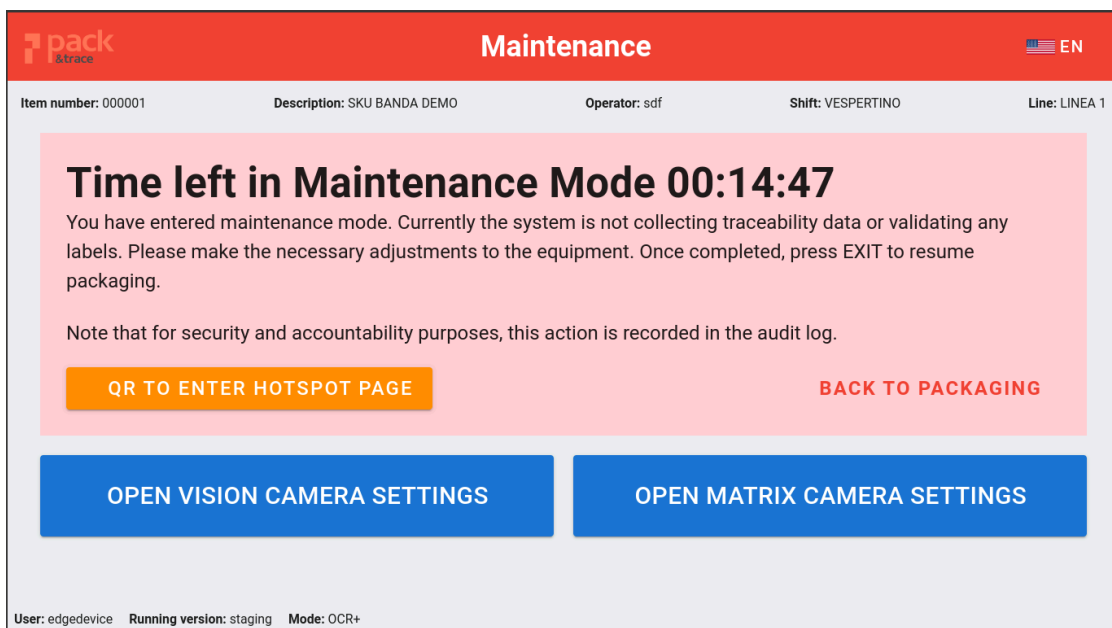 pack
&trace
Maintenance
EN
Item number: 000001
Description: SKU BANDA DEMO
Operator: sdf
Shift: VESPERTINO
Line: LINEA 1
Time left in Maintenance Mode 00:14:47
You have entered maintenance mode. Currently the system is not collecting traceability data or validating any
labels. Please make the necessary adjustments to the equipment. Once completed, press EXIT to resume
packaging.
Note that for security and accountability purposes, this action is recorded in the audit log.
QR TO ENTER HOTSPOT PAGE
BACK TO PACKAGING
OPEN VISION CAMERA SETTINGS
OPEN MATRIX CAMERA SETTINGS
User: edgedevice
Running version: staging
Mode: OCR+